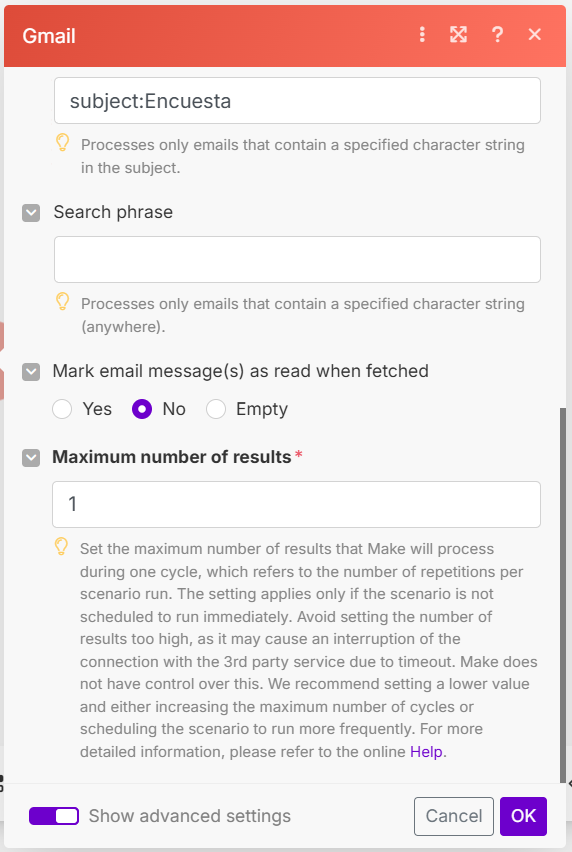 Gmail
?
subject:Encuesta
Processes only emails that contain a specified character string
in the subject.
Search phrase
Processes only emails that contain a specified character string
(anywhere).
Mark email message(s) as read when fetched
Yes No Empty
Maximum number of results*
1
Set the maximum number of results that Make will process
during one cycle, which refers to the number of repetitions per
scenario run. The setting applies only if the scenario is not
scheduled to run immediately. Avoid setting the number of
results too high, as it may cause an interruption of the
connection with the 3rd party service due to timeout. Make does
not have control over this. We recommend setting a lower value
and either increasing the maximum number of cycles or
scheduling the scenario to run more frequently. For more
detailed information, please refer to the online Help.
Show advanced settings
Cancel OK